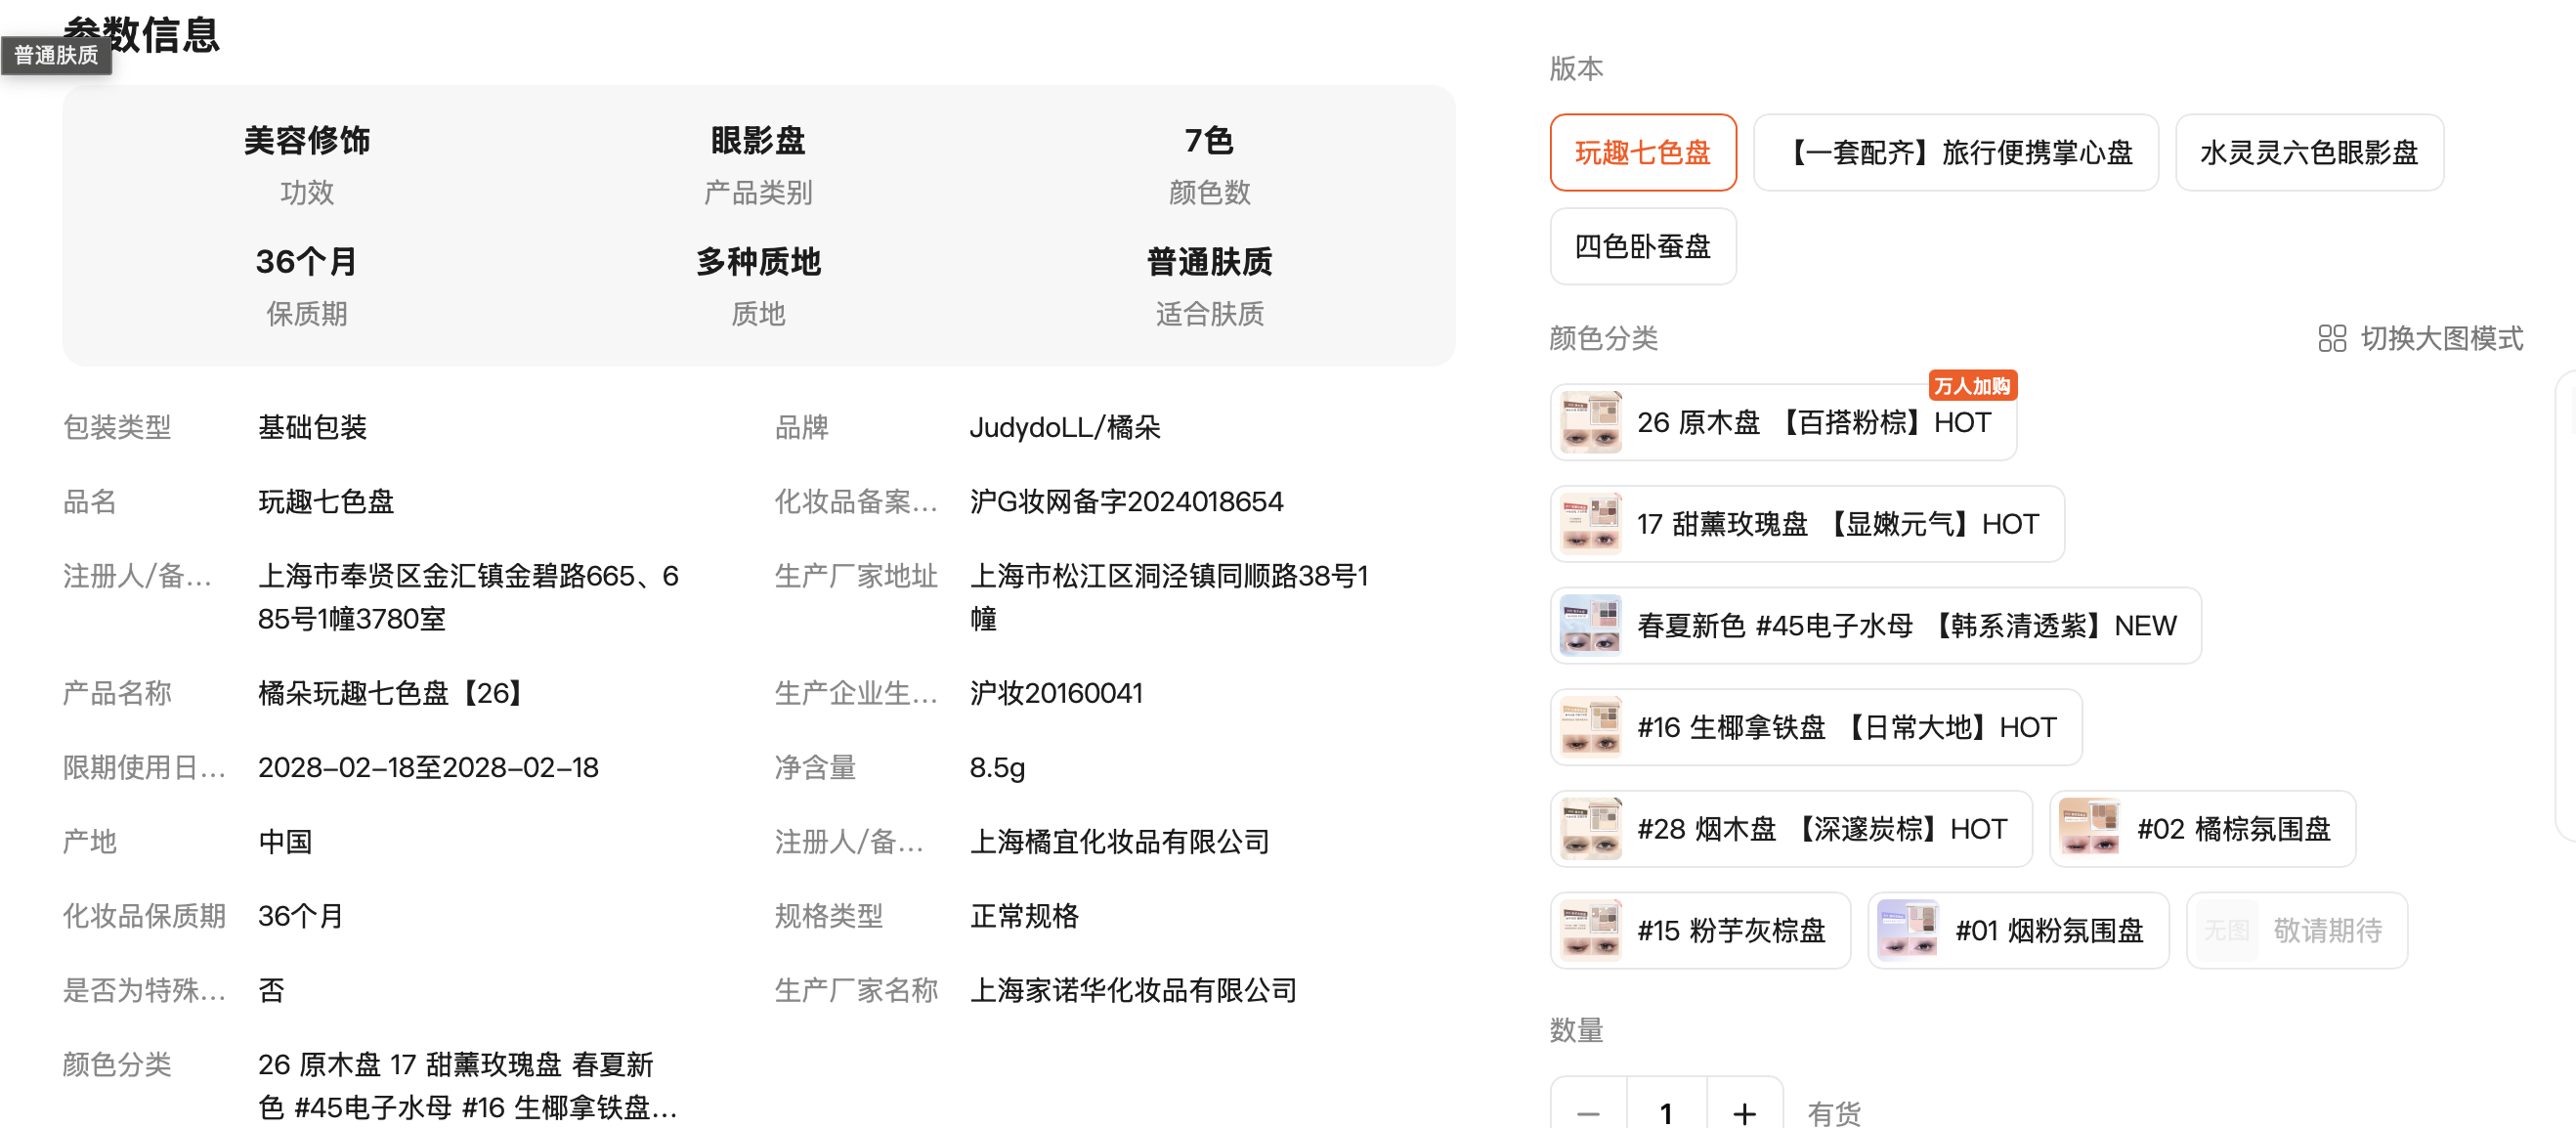 参数信息
普通肤质
美容修饰
功效
眼影盘
产品类别
7色
颜色数
36个月
保质期
多种质地
质地
普通肤质
适合肤质
包装类型 基础包装
品牌 JudydoLL/橘朵
品名 玩趣七色盘
化妆品备案... 沪G妆网备字2024018654
注册人/备... 上海市奉贤区金汇镇金碧路665、6
85号1幢3780室
生产厂家地址 上海市松江区洞泾镇同顺路38号1
幢
产品名称 橘朵玩趣七色盘【26】
生产企业生... 沪妆20160041
限期使用日... 2028-02-18至2028-02-18
净含量 8.5g
产地 中国
注册人/备... 上海橘宜化妆品有限公司
化妆品保质期 36个月
规格类型 正常规格
是否为特殊... 否
生产厂家名称 上海家诺华化妆品有限公司
颜色分类 26 原木盘 17 甜薰玫瑰盘 春夏新
色 #45电子水母 #16 生椰拿铁盘...
版本
玩趣七色盘
【一套配齐】旅行便携掌心盘
水灵灵六色眼影盘
四色卧蚕盘
颜色分类
切换大图模式
万人加购
26 原木盘 【百搭粉棕】HOT
17 甜薰玫瑰盘 【显嫩元气】HOT
春夏新色 #45电子水母 【韩系清透紫】NEW
#16 生椰拿铁盘 【日常大地】HOT
#28 烟木盘 【深邃炭棕】HOT
#02 橘棕氛围盘
#15 粉芋灰棕盘
#01 烟粉氛围盘
无图 敬请期待
数量
1
有货